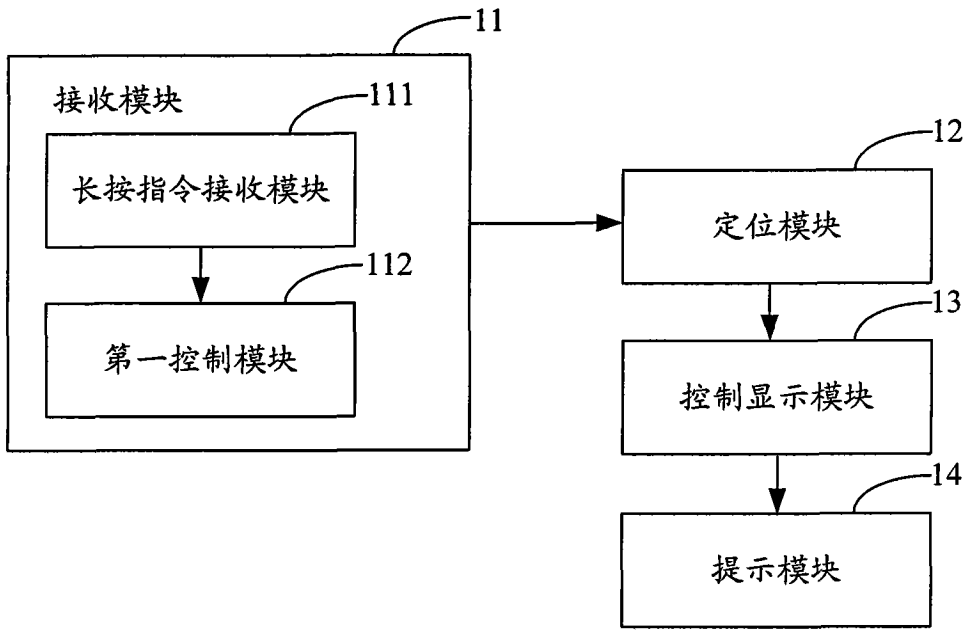 11
接收模块
111
长按指令接收模块
112
第一控制模块
12
定位模块
13
控制显示模块
14
提示模块